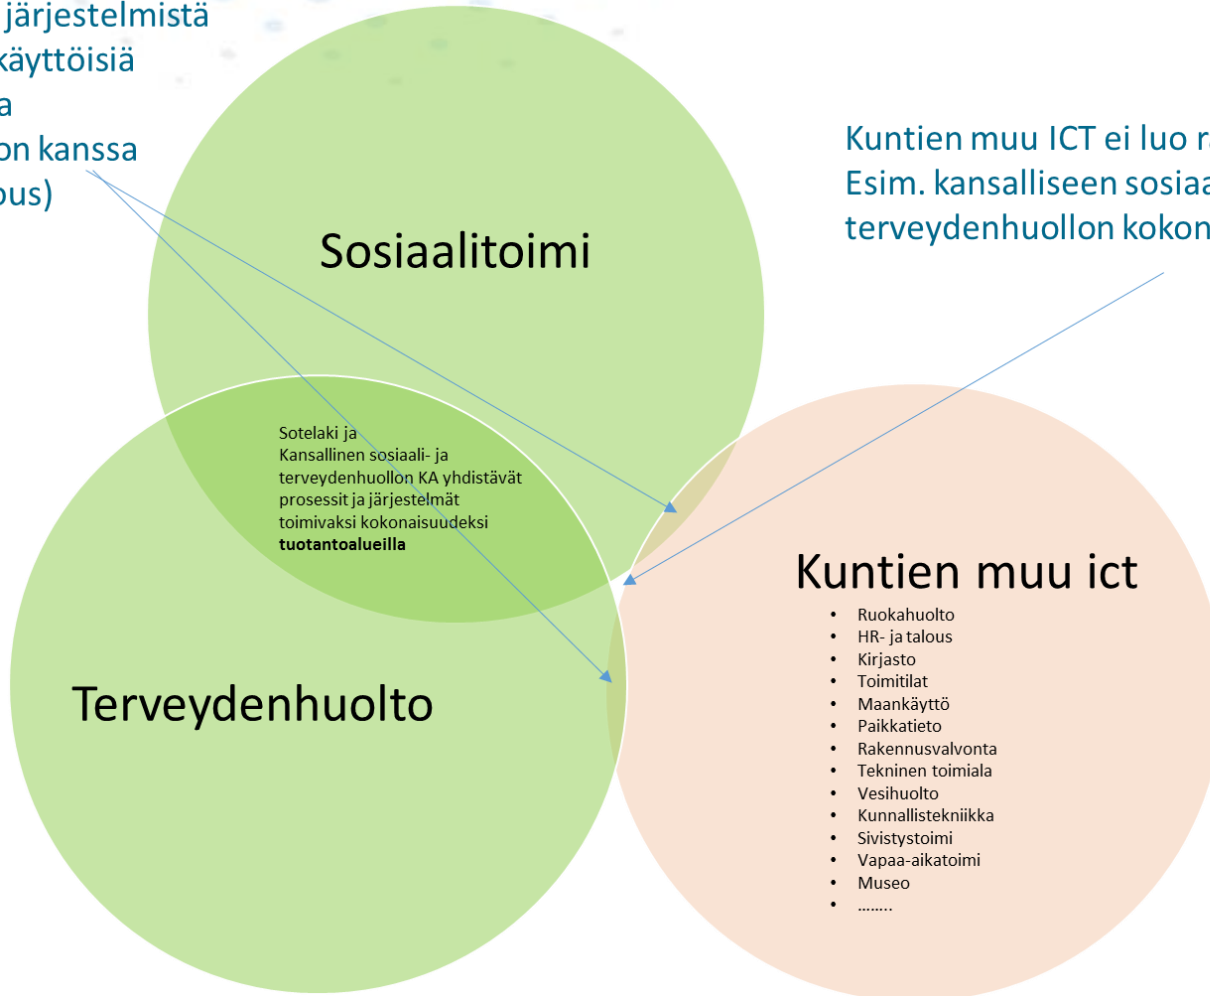 järjestelmistä
käyttöisiä
a
on kanssa
ous)
Kuntien muu ICT ei luo ra
Esim. kansalliseen sosiaa
terveydenhuollon kokon
Sosiaalitoimi
Sotelaki ja
Kansallinen sosiaali- ja
terveydenhuollon KA yhdistävät
prosessit ja järjestelmät
toimivaksi kokonaisuudeksi
tuotantoalueilla
Terveydenhuolto
Kuntien muu ict
• Ruokahuolto
• HR- ja talous
• Kirjasto
• Toimitilat
• Maankäyttö
• Paikkatieto
• Rakennusvalvonta
• Tekninen toimiala
• Vesihuolto
• Kunnallistekniikka
• Sivistystoimi
• Vapaa-aikatoimi
• Museo
• ……..